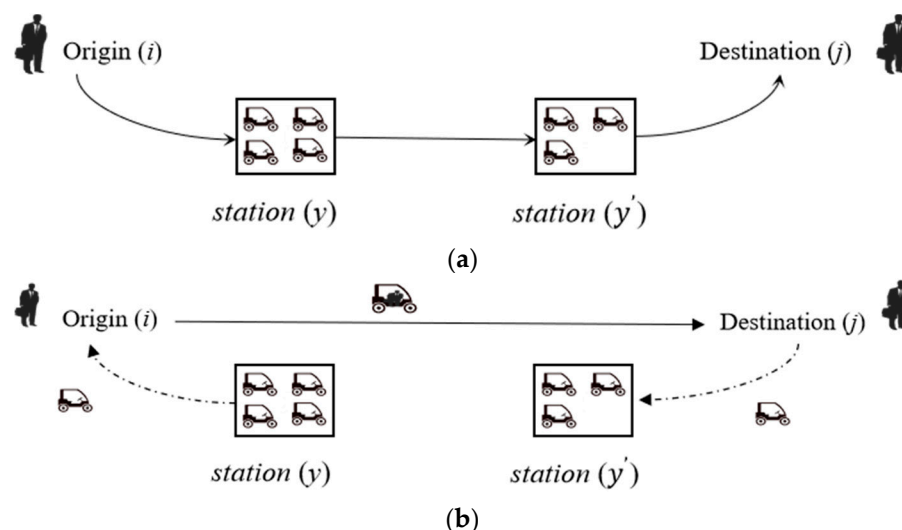 Origin (i) Destination (j)
station (y) station (y')
(a)
Origin (i) Destination (j)
station (y) station (y')
(b)